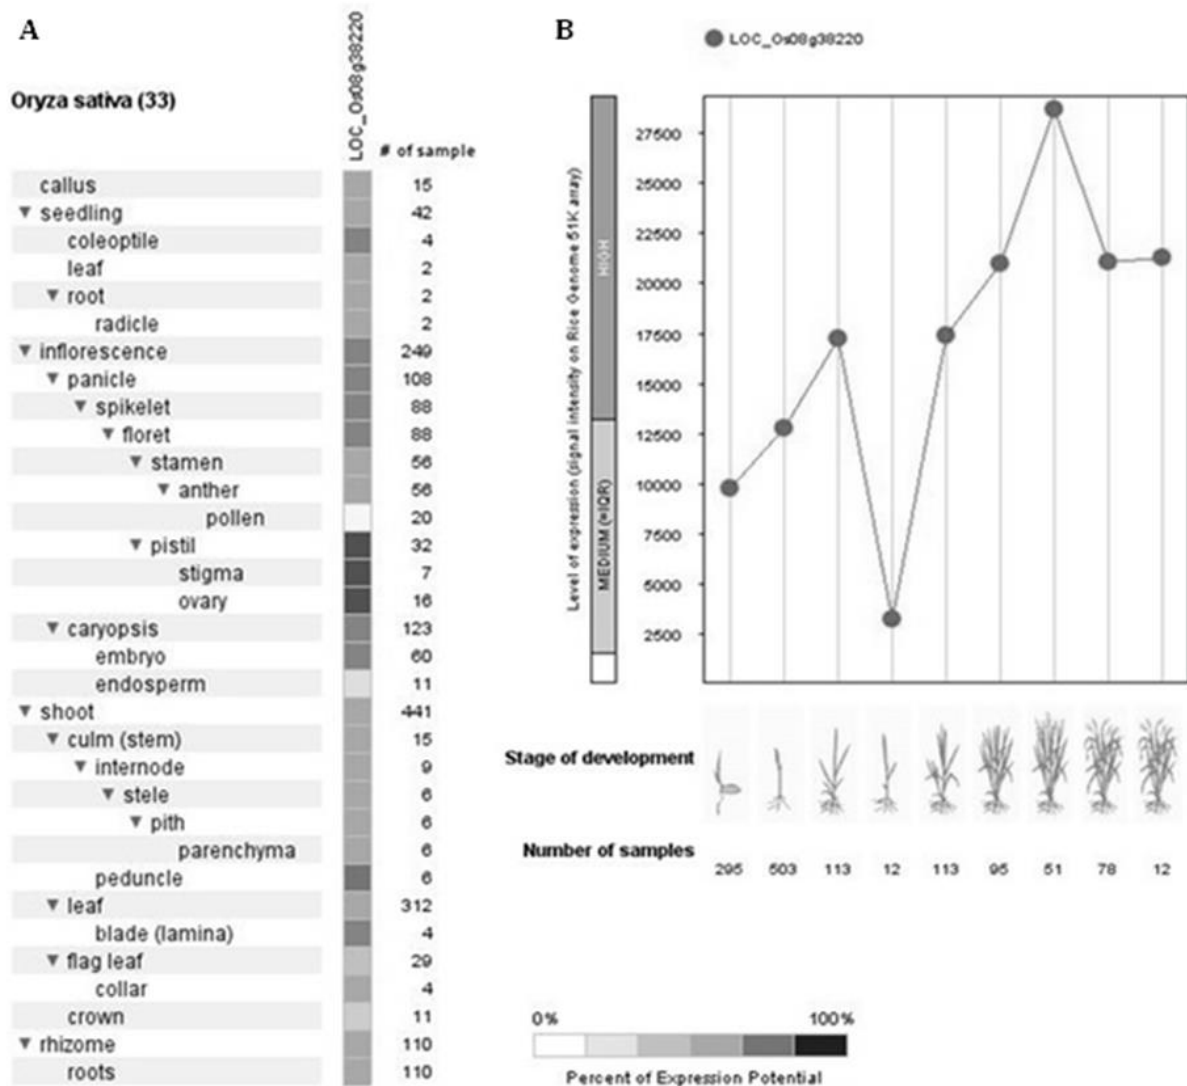 A
Oryza sativa (33)
LOC_Os08g38220
# of sample
callus 15
▼ seedling 42
coleoptile 4
leaf 2
▼ root 2
radicle 2
▼ inflorescence 249
▼ panicle 108
▼ spikelet 88
▼ floret 88
▼ stamen 56
▼ anther 56
pollen 20
▼ pistil 32
stigma 7
ovary 16
▼ caryopsis 123
embryo 60
endosperm 11
▼ shoot 441
▼ culm (stem) 15
▼ internode 9
▼ stele 6
▼ pith 6
parenchyma 6
peduncle 6
▼ leaf 312
blade (lamina) 4
▼ flag leaf 29
collar 4
crown 11
▼ rhizome 110
roots 110
B
LOC_Os08g38220
Level of expression (signal intensity on Rice Genome 51K array)
HIGH
MEDIUM (=IQR)
27500
25000
22500
20000
17500
15000
12500
10000
7500
5000
2500
Stage of development
Number of samples
295 503 113 12 113 95 51 78 12
0% 100%
Percent of Expression Potential